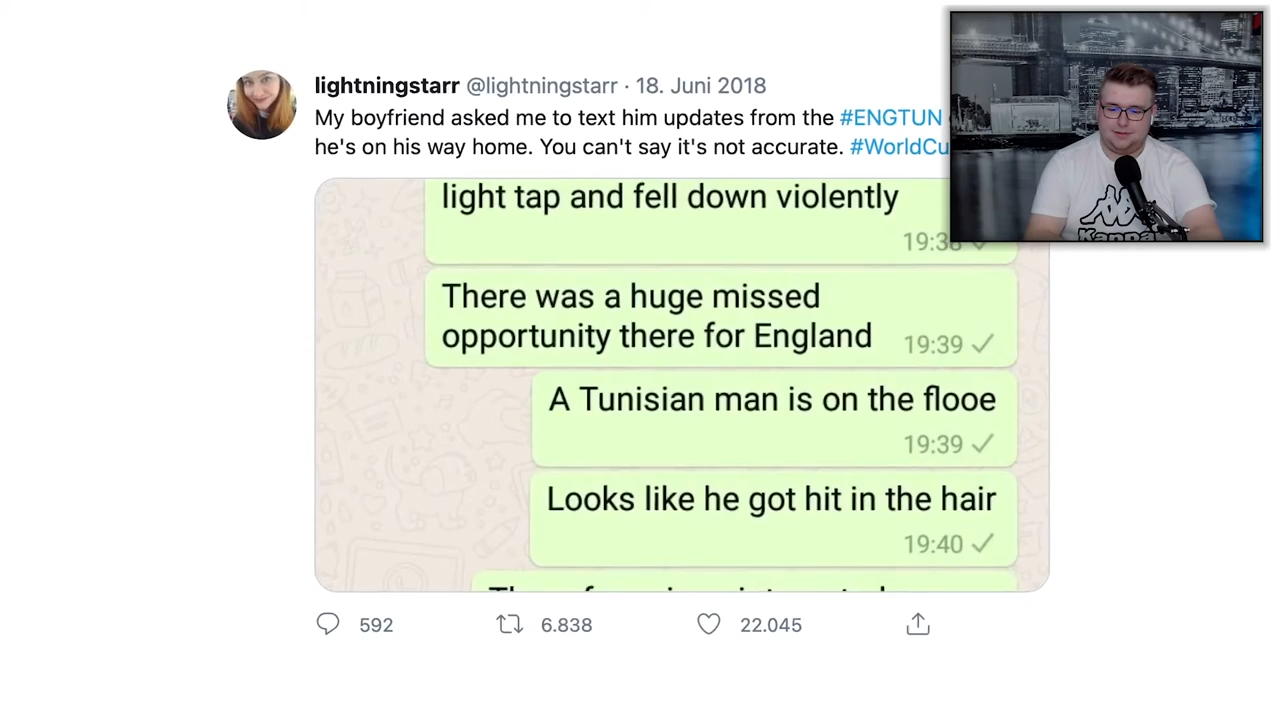 lightningstarr @lightningstarr · 18. Juni 2018
My boyfriend asked me to text him updates from the #ENGTUN
he's on his way home. You can't say it's not accurate. #WorldCu
light tap and fell down violently
19:38
There was a huge missed
opportunity there for England 19:39
A Tunisian man is on the flooe
19:39
Looks like he got hit in the hair
19:40
592 6.838 22.045
Kappa